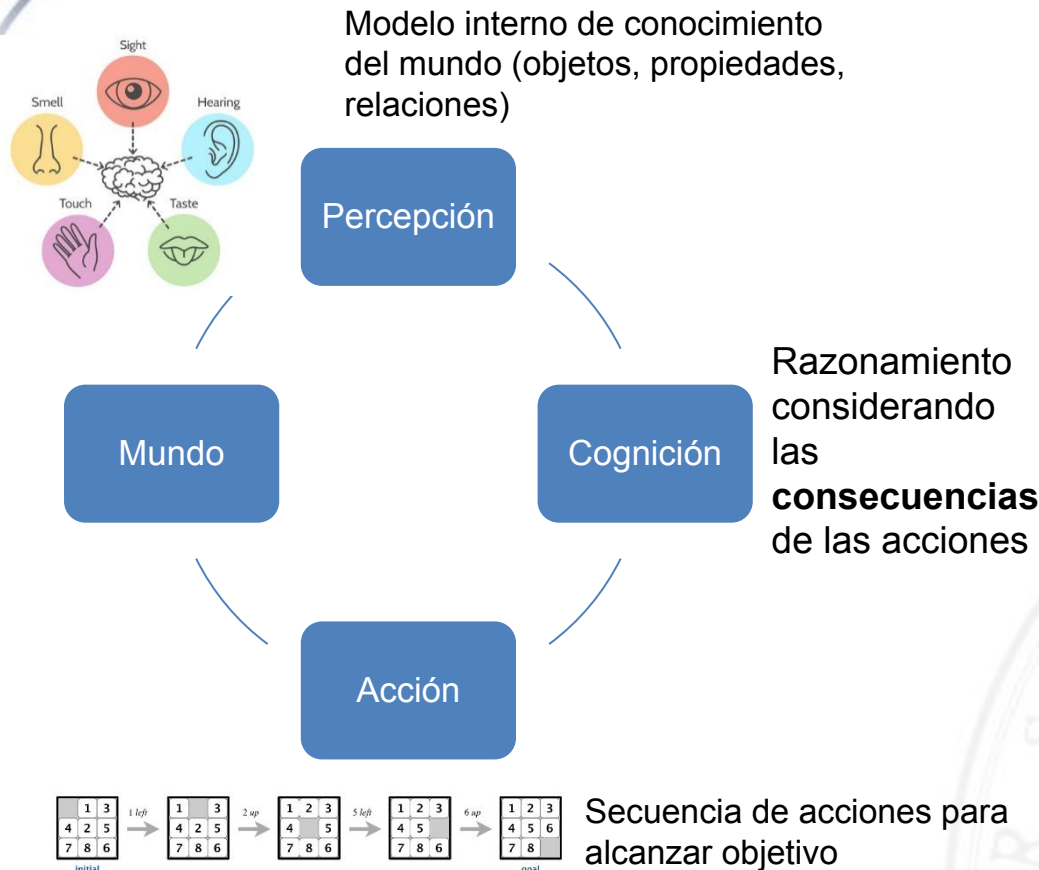 Modelo interno de conocimiento
del mundo (objetos, propiedades,
relaciones)
Sight
Smell
Hearing
Touch
Taste
Percepción
Mundo
Cognición
Razonamiento
considerando
las
consecuencias
de las acciones
Acción
1 3
4 2 5
7 8 6
initial
1 left
1 3
4 2 5
7 8 6
2 up
1 2 3
4 5
7 8 6
5 left
1 2 3
4 5
7 8 6
6 up
1 2 3
4 5 6
7 8
goal
Secuencia de acciones para
alcanzar objetivo